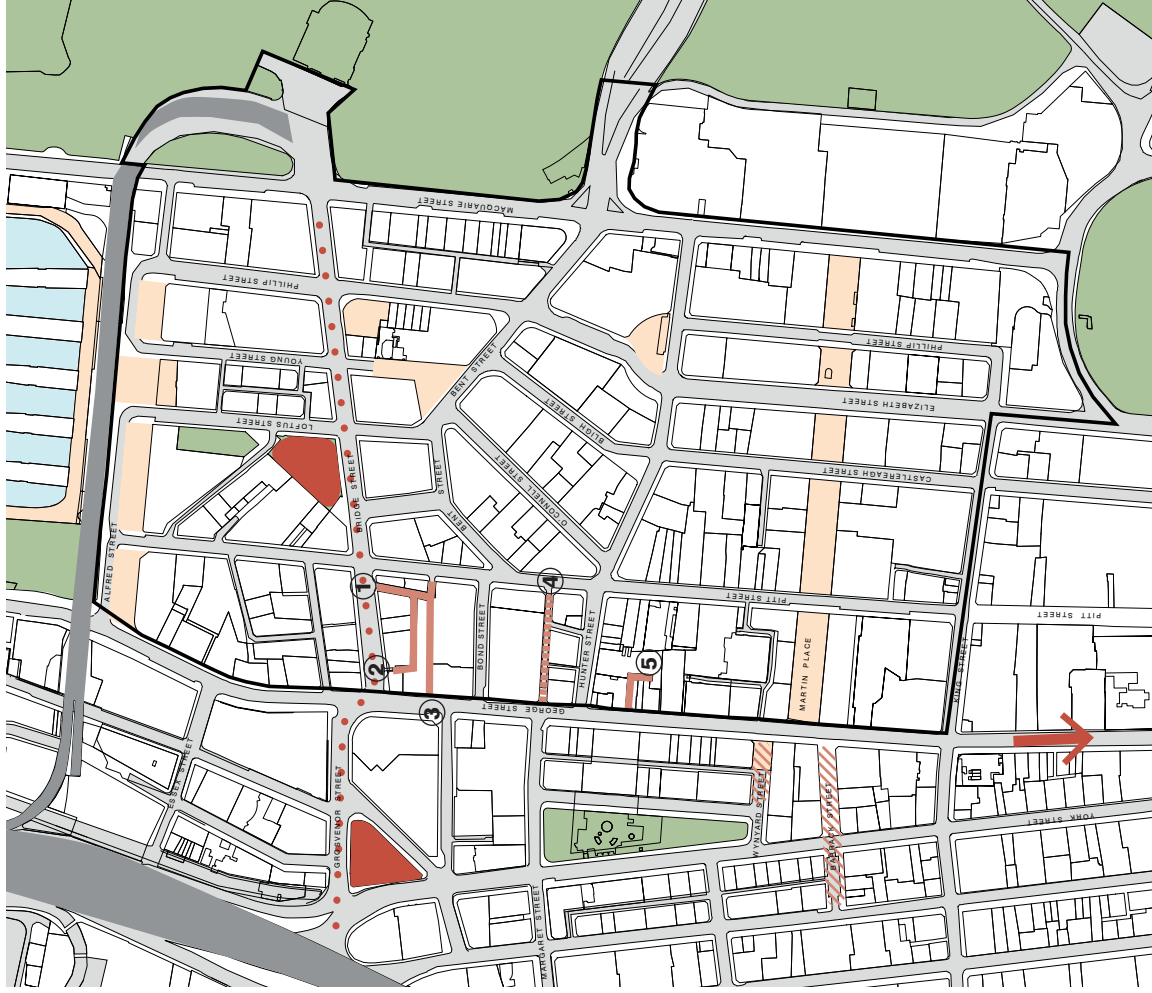 MACQUARIE STREET
PHILLIP STREET
YOUNG STREET
LOFTUS STREET
ALFRED STREET
BRIDGE STREET
BENT STREET
BENT STREET
BLIGH STREET
O'CONNELL STREET
PHILLIP STREET
ELIZABETH STREET
CASTLEREAGH STREET
1
2
3
4
5
BOND STREET
HUNTER STREET
PITT STREET
PITT STREET
MARTIN PLACE
KING STREET
GEORGE STREET
ESSEX STREET
GROSVENOR STREET
WYNYARD STREET
BARRACK STREET
YORK STREET
MARGARET STREET